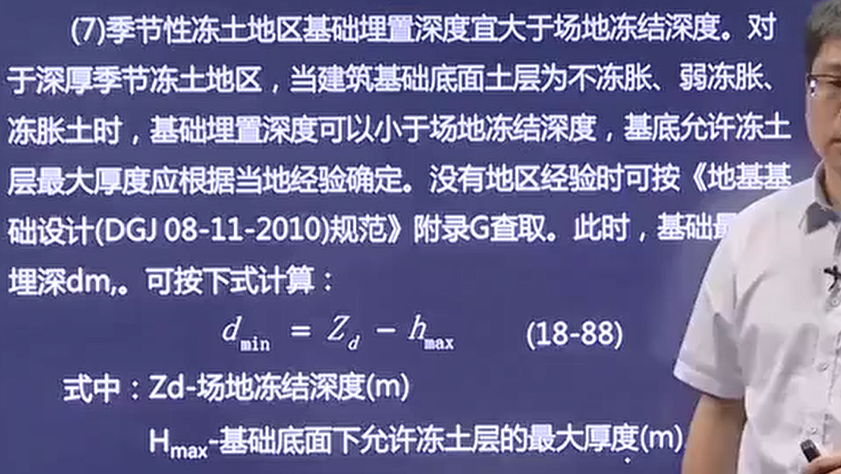 (7)季节性冻土地区基础埋置深度宜大于场地冻结深度。对
于深厚季节冻土地区，当建筑基础底面土层为不冻胀、弱冻胀、
冻胀土时，基础埋置深度可以小于场地冻结深度，基底允许冻土
层最大厚度应根据当地经验确定。没有地区经验时可按《地基基
础设计(DGJ 08-11-2010)规范》附录G查取。此时，基础最
埋深dm,。可按下式计算：
d_min = Z_d - h_max (18-88)
式中：Zd-场地冻结深度(m)
H_max-基础底面下允许冻土层的最大厚度(m)